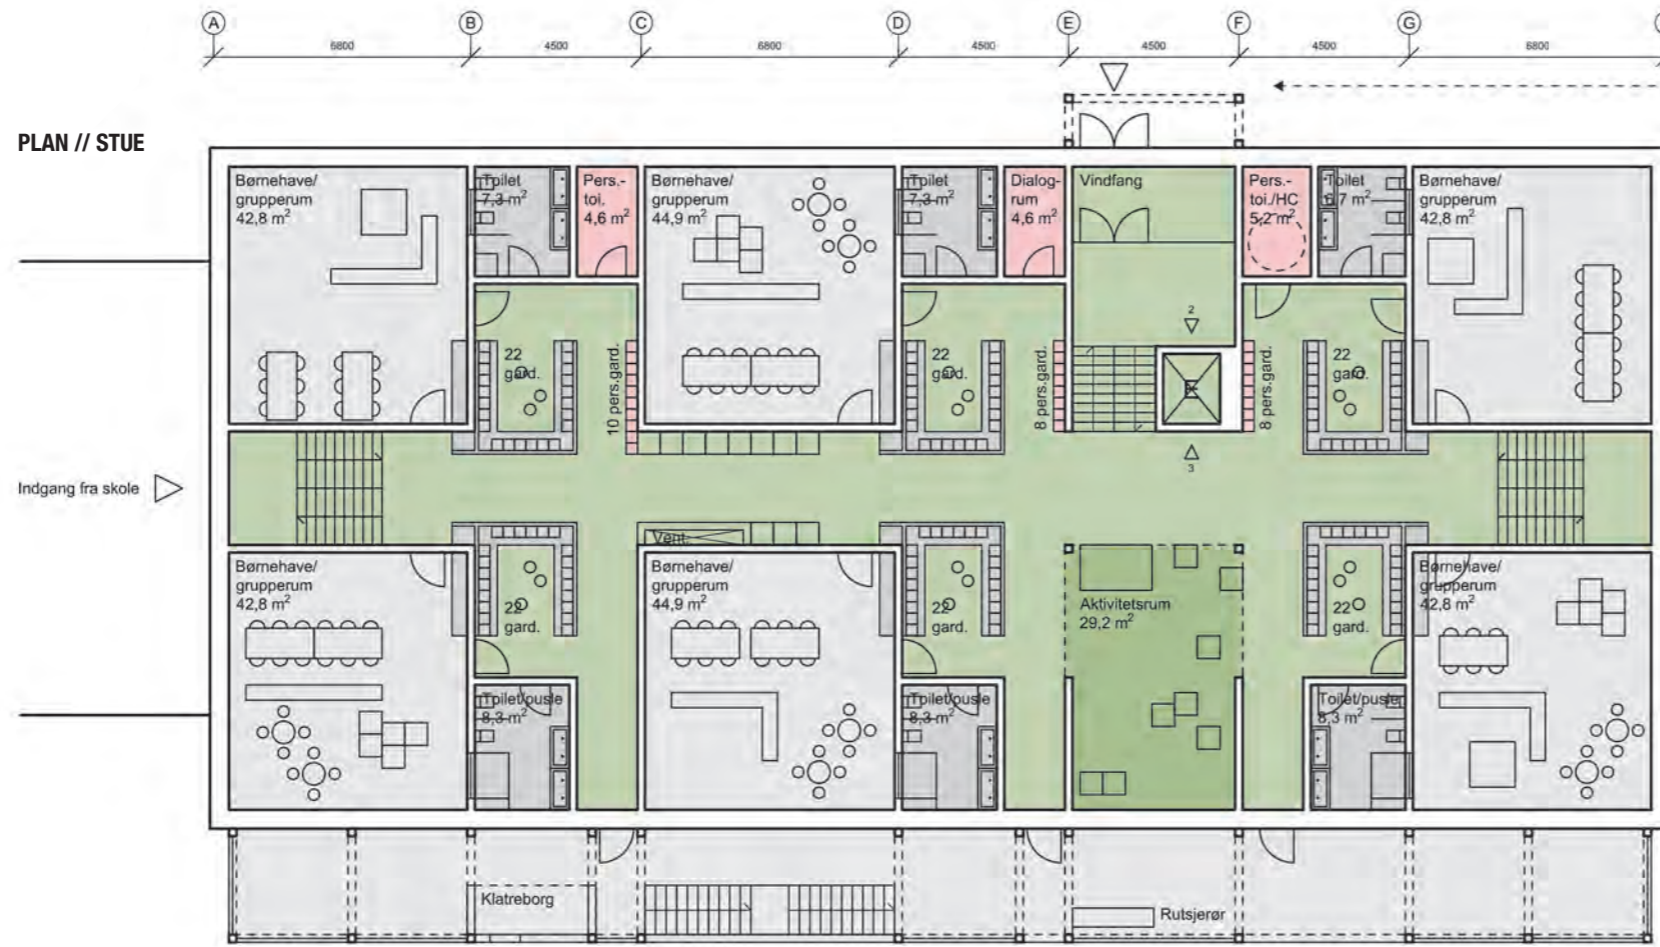 A
B
C
D
E
F
G
6800
4500
6800
4500
4500
4500
6800
PLAN // STUE
Børnehave/
grupperum
42,8 m²
Toilet
7,3 m²
Pers.-
toi.
4,6 m²
Børnehave/
grupperum
44,9 m²
Toilet
7,3 m²
Dialog-
rum
4,6 m²
Vindfang
Pers.-
toi./HC
5,2 m²
Toilet
Børnehave/
grupperum
42,8 m²
22
gard.
10 pers.gard.
22
gard.
8 pers.gard.
2
8 pers.gard.
22
gard.
3
Indgang fra skole
Vent.
Børnehave/
grupperum
42,8 m²
22
gard.
Børnehave/
grupperum
44,9 m²
22
gard.
Aktivitetsrum
29,2 m²
22
gard.
Børnehave/
grupperum
42,8 m²
Toilet/pusle
8,3 m²
Toilet/pusle
8,3 m²
Toilet/pusle
8,3 m²
Klatreborg
Rutsjerør